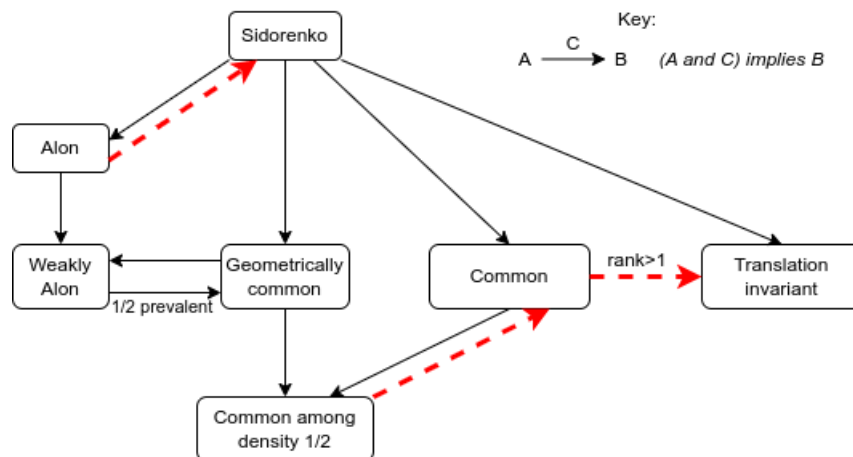 Sidorenko
Key:
A
C
B
(A and C) implies B
Alon
Weakly
Alon
1/2 prevalent
Geometrically
common
Common
rank>1
Translation
invariant
Common among
density 1/2